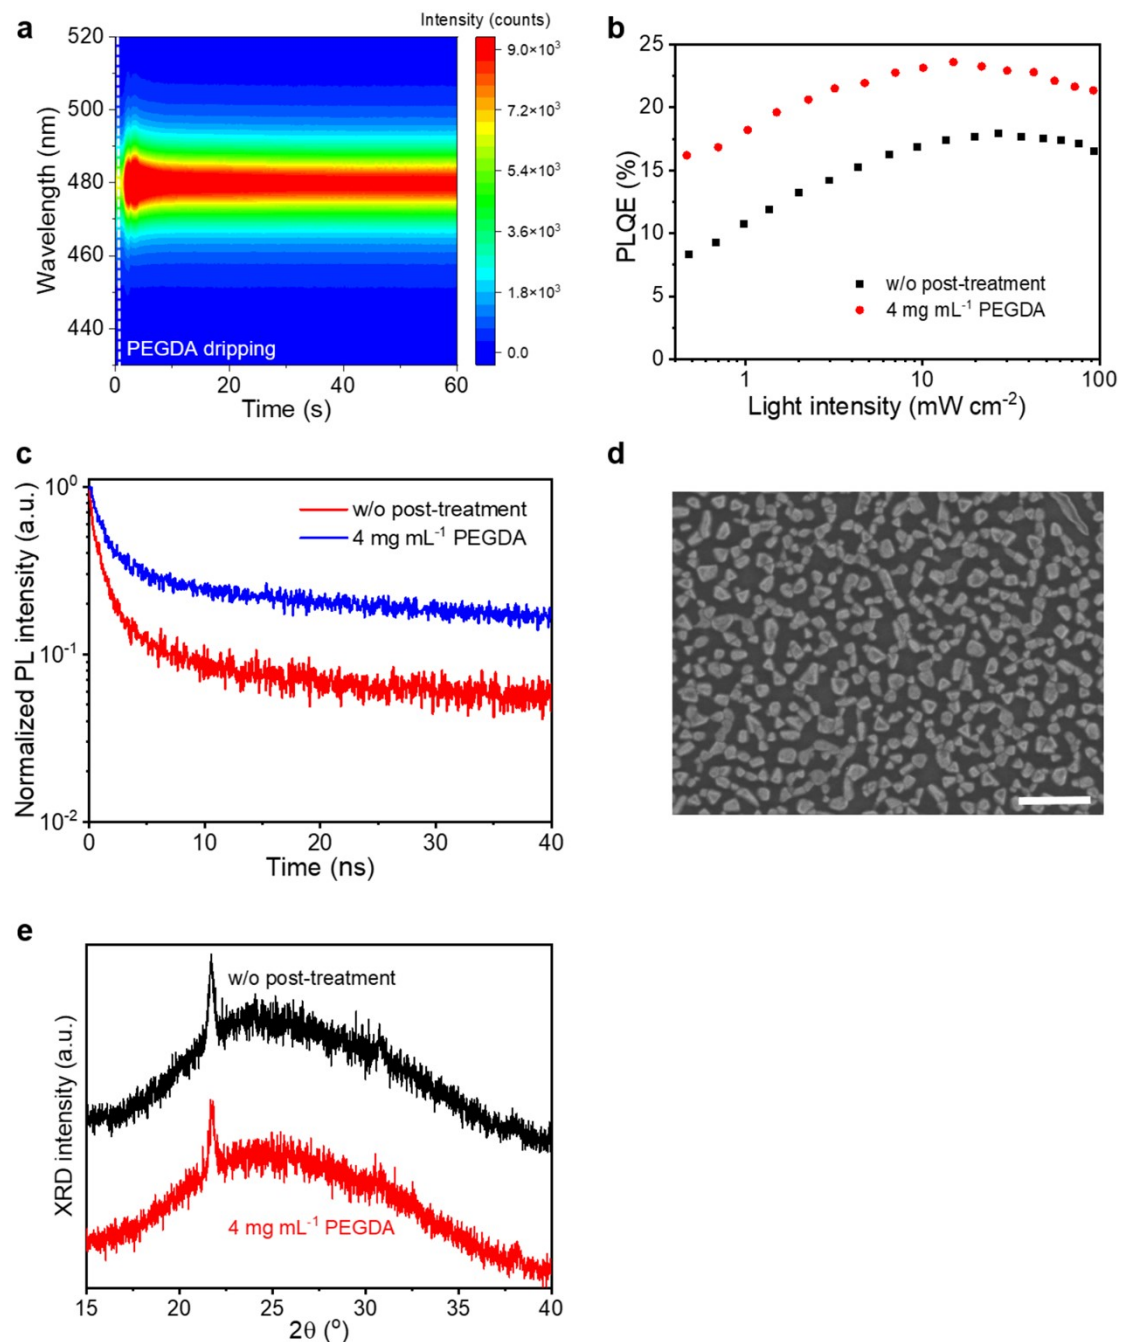 a
Intensity (counts)
520
500
480
460
440
Wavelength (nm)
PEGDA dripping
0
20
40
60
Time (s)
9.0×10³
7.2×10³
5.4×10³
3.6×10³
1.8×10³
0.0
b
25
20
15
10
5
0
PLQE (%)
w/o post-treatment
4 mg mL⁻¹ PEGDA
1
10
100
Light intensity (mW cm⁻²)
c
10⁰
10⁻¹
10⁻²
Normalized PL intensity (a.u.)
w/o post-treatment
4 mg mL⁻¹ PEGDA
0
10
20
30
40
Time (ns)
d
e
XRD intensity (a.u.)
w/o post-treatment
4 mg mL⁻¹ PEGDA
15
20
25
30
35
40
2θ (°)